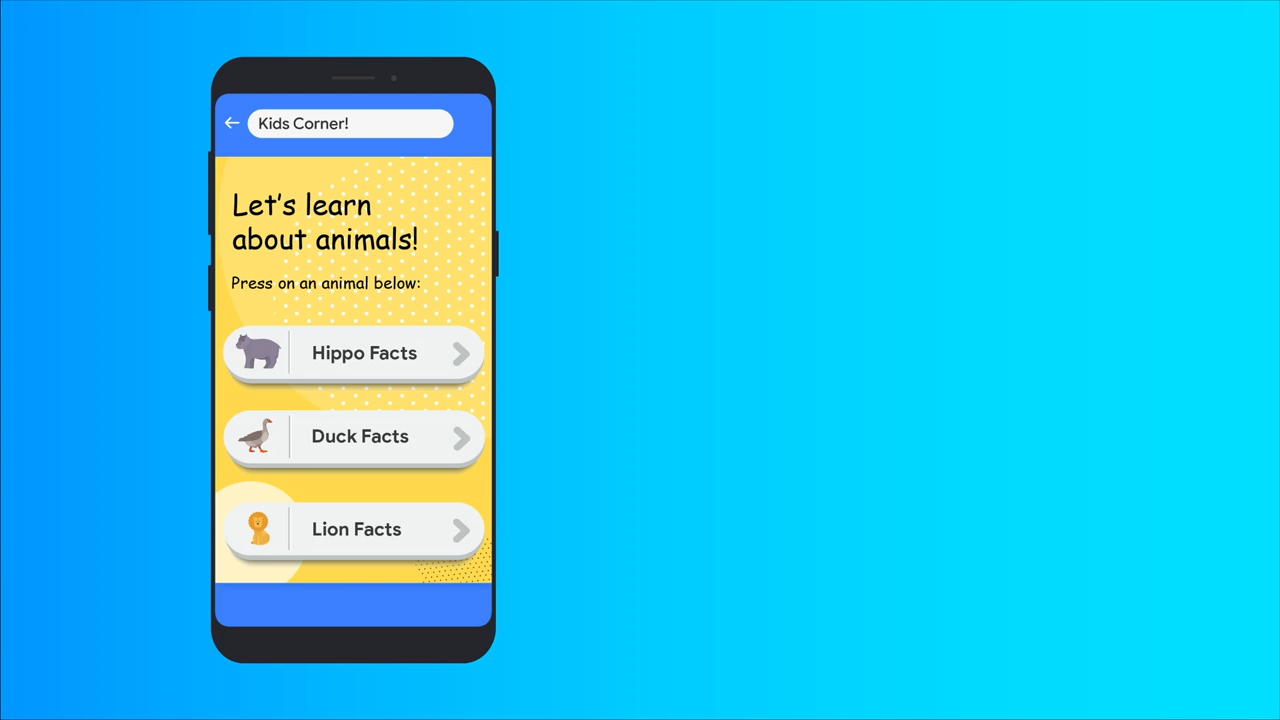 Kids Corner!
Let's learn
about animals!
Press on an animal below:
Hippo Facts
Duck Facts
Lion Facts